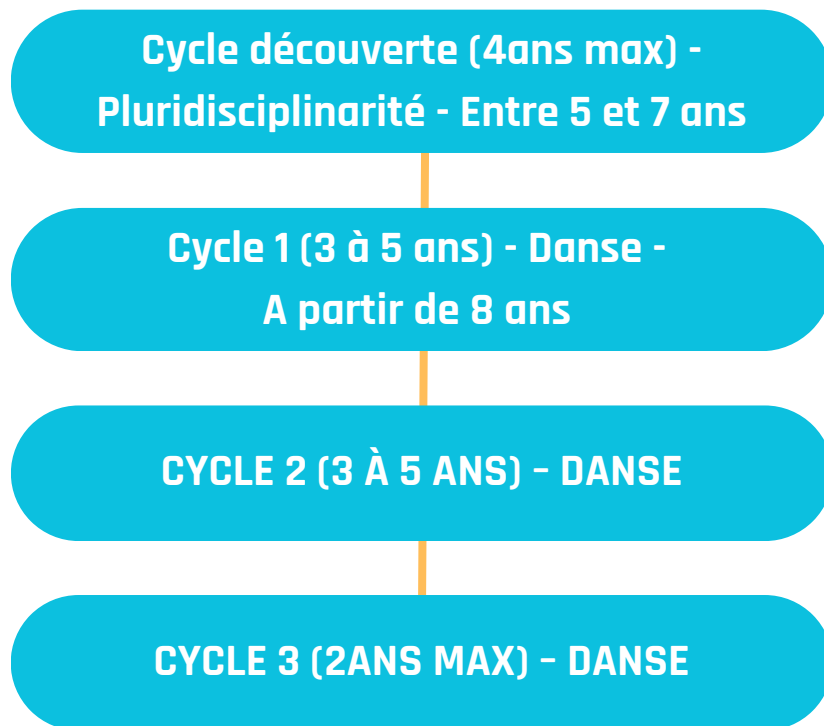 Cycle découverte (4ans max) -
Pluridisciplinarité - Entre 5 et 7 ans
Cycle 1 (3 à 5 ans) - Danse -
A partir de 8 ans
CYCLE 2 (3 À 5 ANS) – DANSE
CYCLE 3 (2ANS MAX) – DANSE